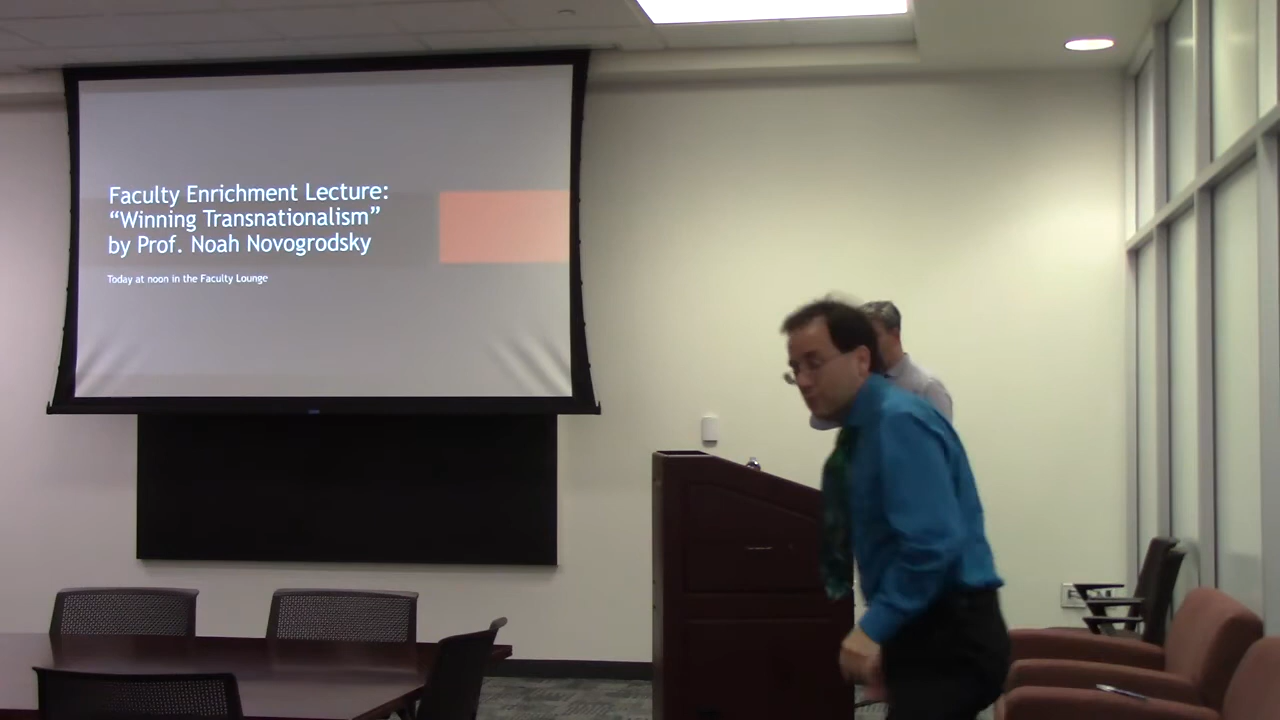 Faculty Enrichment Lecture:
“Winning Transnationalism”
by Prof. Noah Novogrodsky
Today at noon in the Faculty Lounge